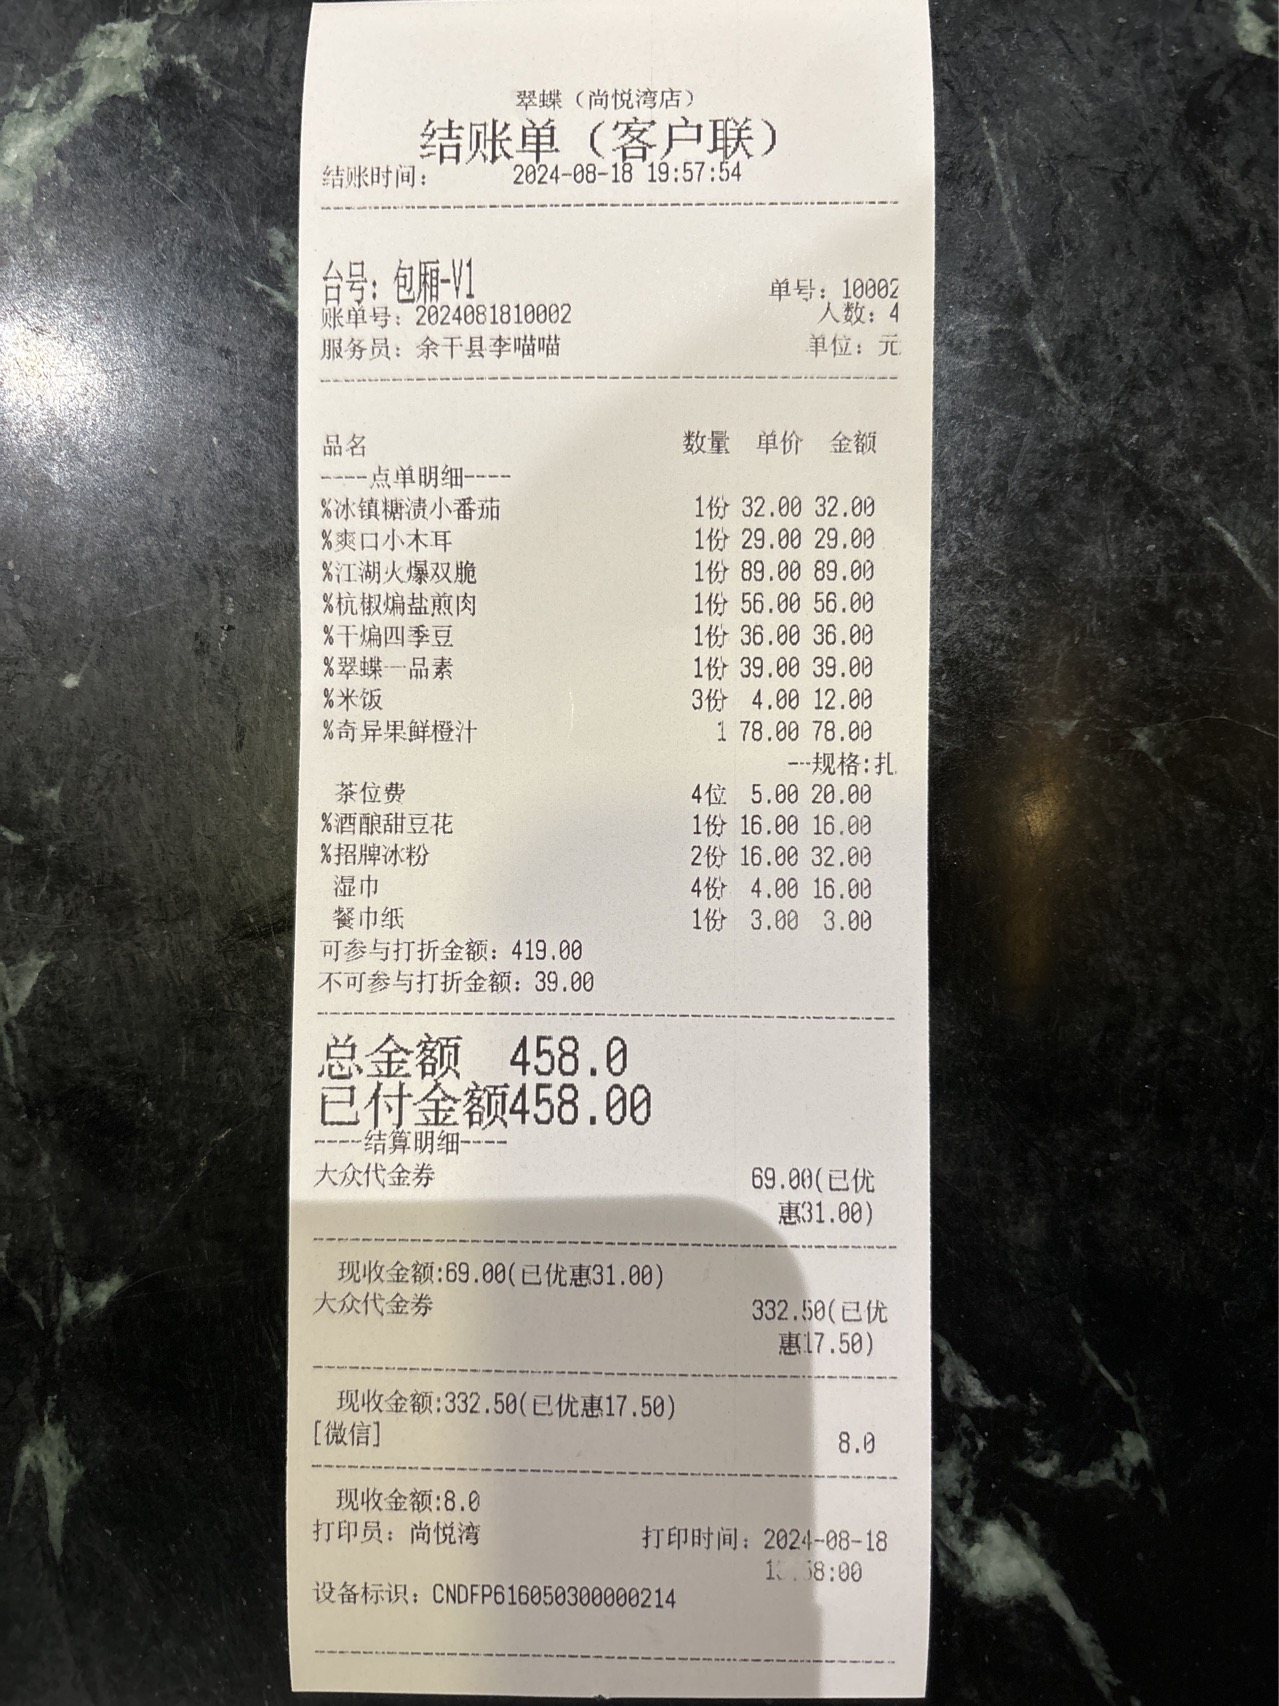 翠蝶（尚悦湾店）
结账单（客户联）
结账时间： 2024-08-18 19:57:54
台号：包厢-V1
单号：10002
账单号：2024081810002 人数：4
服务员：余干县李喵喵 单位：元
品名 数量 单价 金额
----点单明细----
%冰镇糖渍小番茄 1份 32.00 32.00
%爽口小木耳 1份 29.00 29.00
%江湖火爆双脆 1份 89.00 89.00
%杭椒煸盐煎肉 1份 56.00 56.00
%干煸四季豆 1份 36.00 36.00
%翠蝶一品素 1份 39.00 39.00
%米饭 3份 4.00 12.00
%奇异果鲜橙汁 1 78.00 78.00
---规格:扎
茶位费 4位 5.00 20.00
%酒酿甜豆花 1份 16.00 16.00
%招牌冰粉 2份 16.00 32.00
湿巾 4份 4.00 16.00
餐巾纸 1份 3.00 3.00
可参与打折金额：419.00
不可参与打折金额：39.00
总金额 458.0
已付金额458.00
----结算明细----
大众代金券 69.00(已优
惠31.00)
现收金额:69.00(已优惠31.00)
大众代金券 332.50(已优
惠17.50)
现收金额:332.50(已优惠17.50)
[微信] 8.0
现收金额:8.0
打印员：尚悦湾 打印时间：2024-08-18
设备标识：CNDFP616050300000214